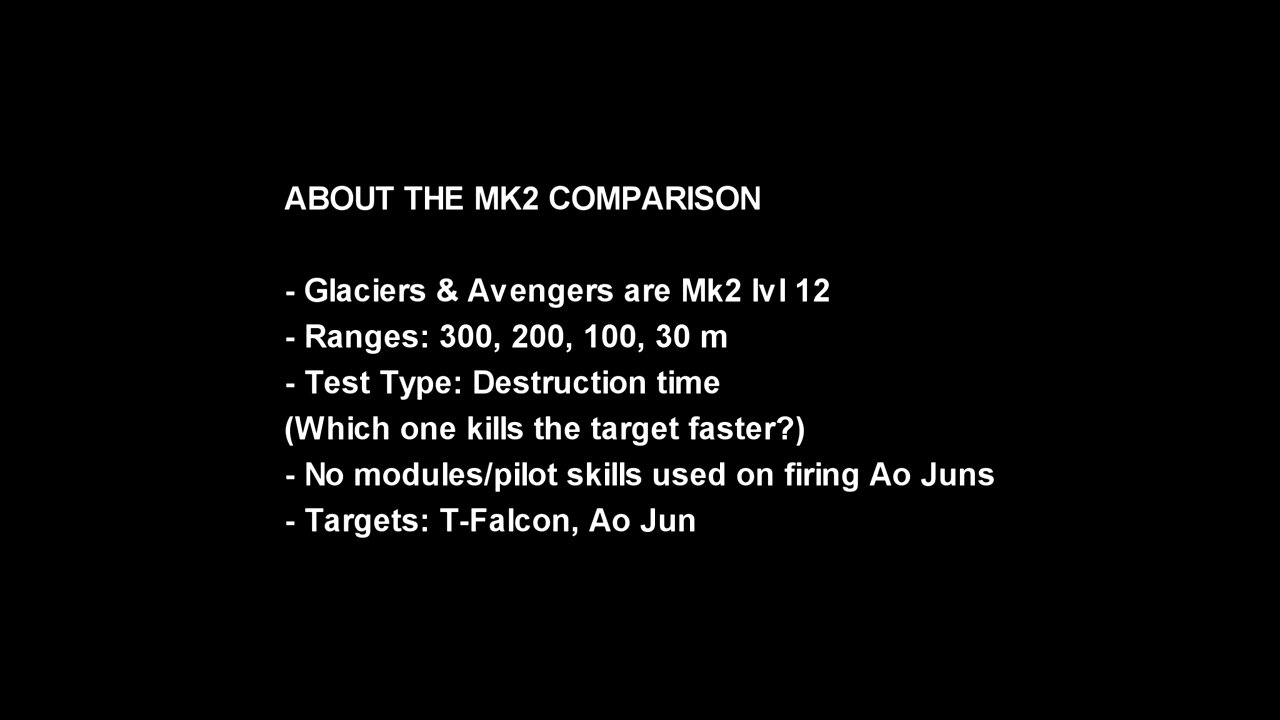 ABOUT THE MK2 COMPARISON
- Glaciers & Avengers are Mk2 lvl 12
- Ranges: 300, 200, 100, 30 m
- Test Type: Destruction time
(Which one kills the target faster?)
- No modules/pilot skills used on firing Ao Juns
- Targets: T-Falcon, Ao Jun